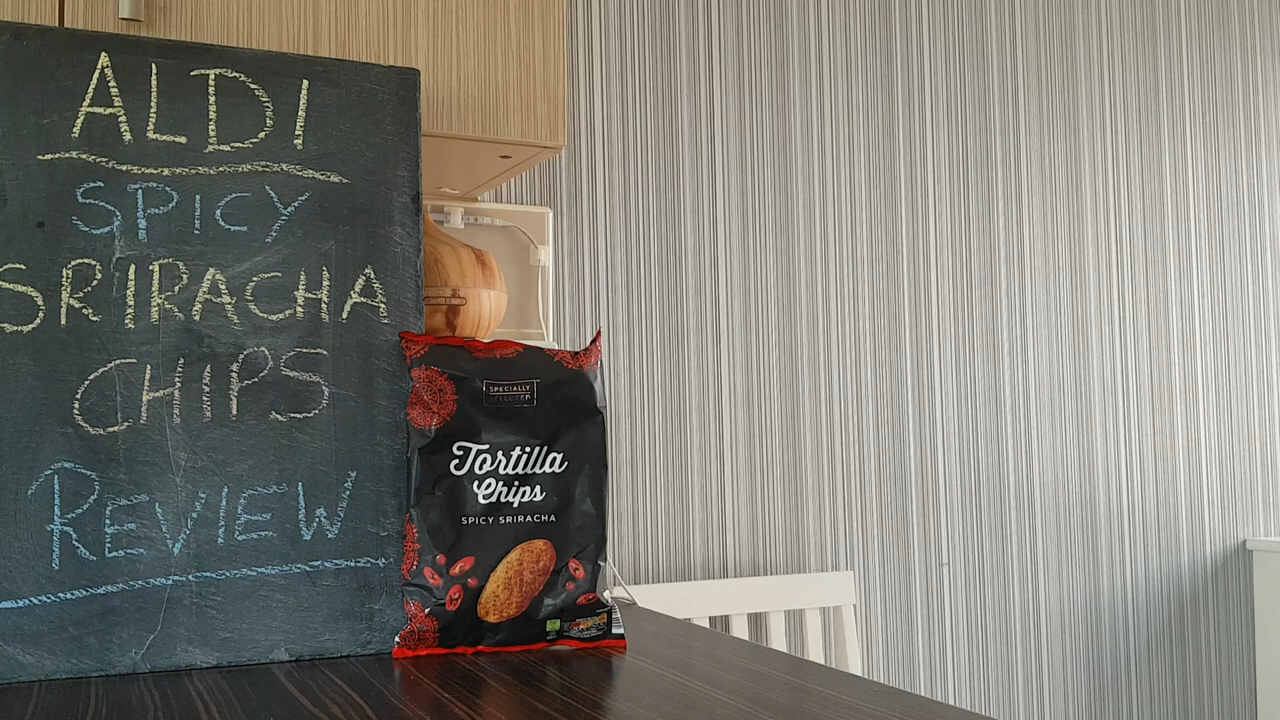 ALDI
SPICY
SRIRACHA
CHIPS
REVIEW
SPECIALLY
SELECTED
Tortilla
Chips
SPICY SRIRACHA